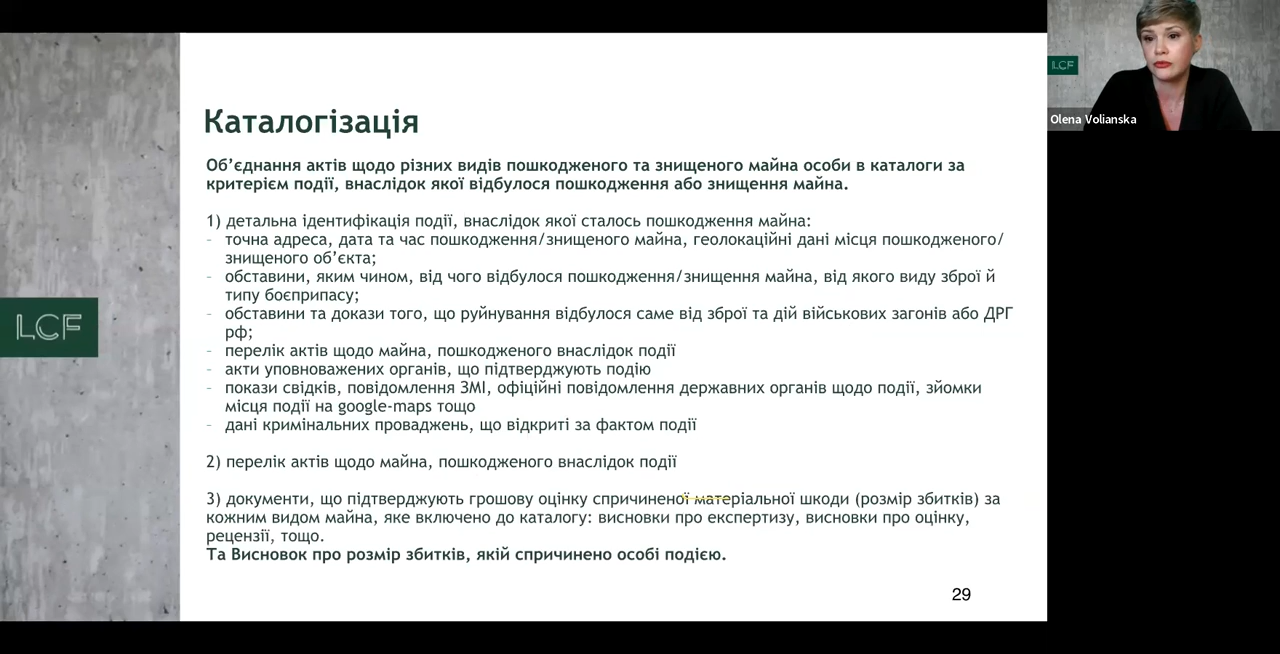 Каталогізація
Об’єднання актів щодо різних видів пошкодженого та знищеного майна особи в каталоги за
критерієм події, внаслідок якої відбулося пошкодження або знищення майна.
1) детальна ідентифікація події, внаслідок якої сталось пошкодження майна:
- точна адреса, дата та час пошкодження/знищеного майна, геолокаційні дані місця пошкодженого/
знищеного об’єкта;
- обставини, яким чином, від чого відбулося пошкодження/знищення майна, від якого виду зброї й
типу боєприпасу;
- обставини та докази того, що руйнування відбулося саме від зброї та дій військових загонів або ДРГ
рф;
- перелік актів щодо майна, пошкодженого внаслідок події
- акти уповноважених органів, що підтверджують подію
- покази свідків, повідомлення ЗМІ, офіційні повідомлення державних органів щодо події, зйомки
місця події на google-maps тощо
- дані кримінальних проваджень, що відкриті за фактом події
2) перелік актів щодо майна, пошкодженого внаслідок події
3) документи, що підтверджують грошову оцінку спричиненої матеріальної шкоди (розмір збитків) за
кожним видом майна, яке включено до каталогу: висновки про експертизу, висновки про оцінку,
рецензії, тощо.
Та Висновок про розмір збитків, якій спричинено особі подією.
29
LCF
LCF
Olena Volianska